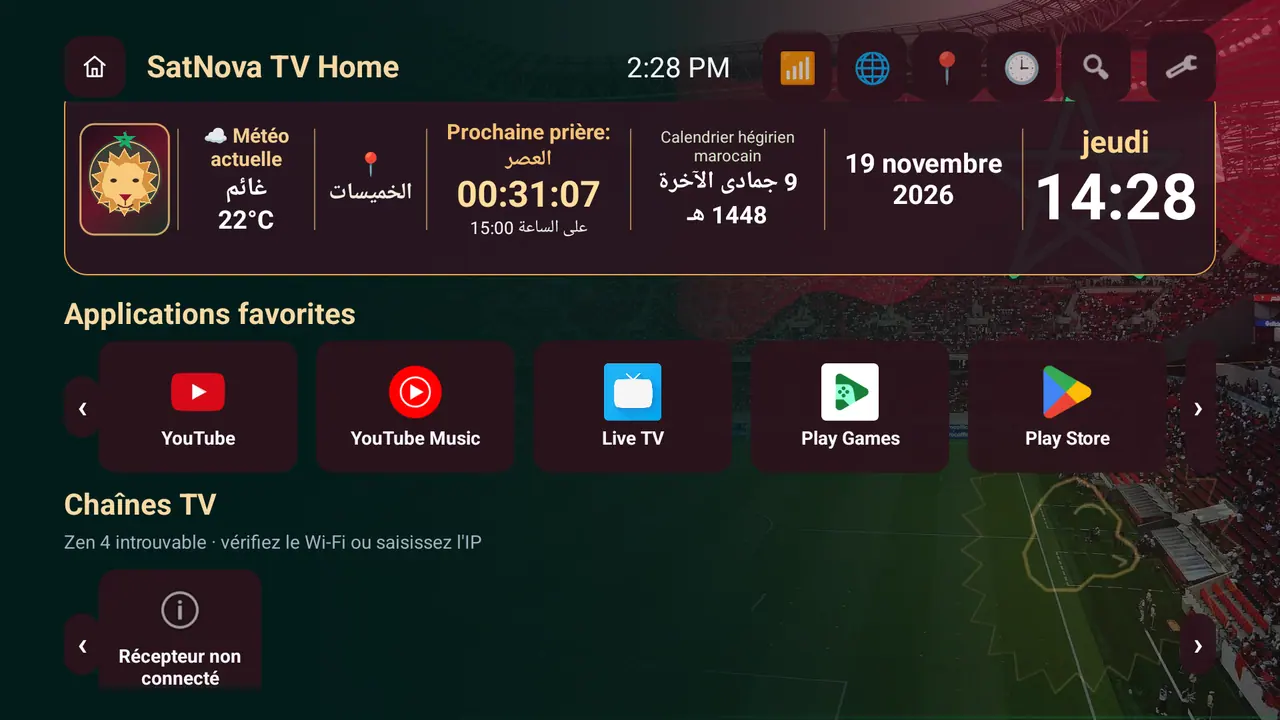 SatNova TV Home
2:28 PM
☁️ Météo
actuelle
غائم
22°C
الخميسات
Prochaine prière:
العصر
00:31:07
على الساعة 15:00
Calendrier hégirien
marocain
9 جمادى الآخرة
1448 هـ
19 novembre
2026
jeudi
14:28
Applications favorites
YouTube
YouTube Music
Live TV
Play Games
Play Store
Chaînes TV
Zen 4 introuvable · vérifiez le Wi-Fi ou saisissez l'IP
Récepteur non
connecté